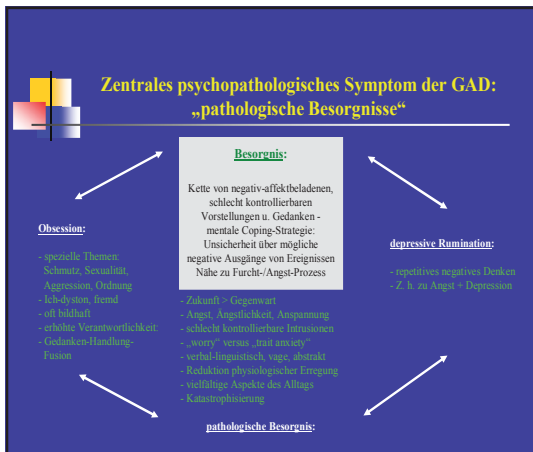 Zentrales psychopathologisches Symptom der GAD:
„pathologische Besorgnisse“
Besorgnis:
Kette von negativ-affektbeladenen,
schlecht kontrollierbaren
Vorstellungen u. Gedanken -
mentale Coping-Strategie:
Unsicherheit über mögliche
negative Ausgänge von Ereignissen
Nähe zu Furcht-/Angst-Prozess
Obsession:
- spezielle Themen:
Schmutz, Sexualität,
Aggression, Ordnung
- Ich-dyston, fremd
- oft bildhaft
- erhöhte Verantwortlichkeit:
- Gedanken-Handlung-
Fusion
depressive Rumination:
- repetitives negatives Denken
- Z. h. zu Angst + Depression
- Zukunft > Gegenwart
- Angst, Ängstlichkeit, Anspannung
- schlecht kontrollierbare Intrusionen
- „worry“ versus „trait anxiety“
- verbal-linguistisch, vage, abstrakt
- Reduktion physiologischer Erregung
- vielfältige Aspekte des Alltags
- Katastrophisierung
pathologische Besorgnis: